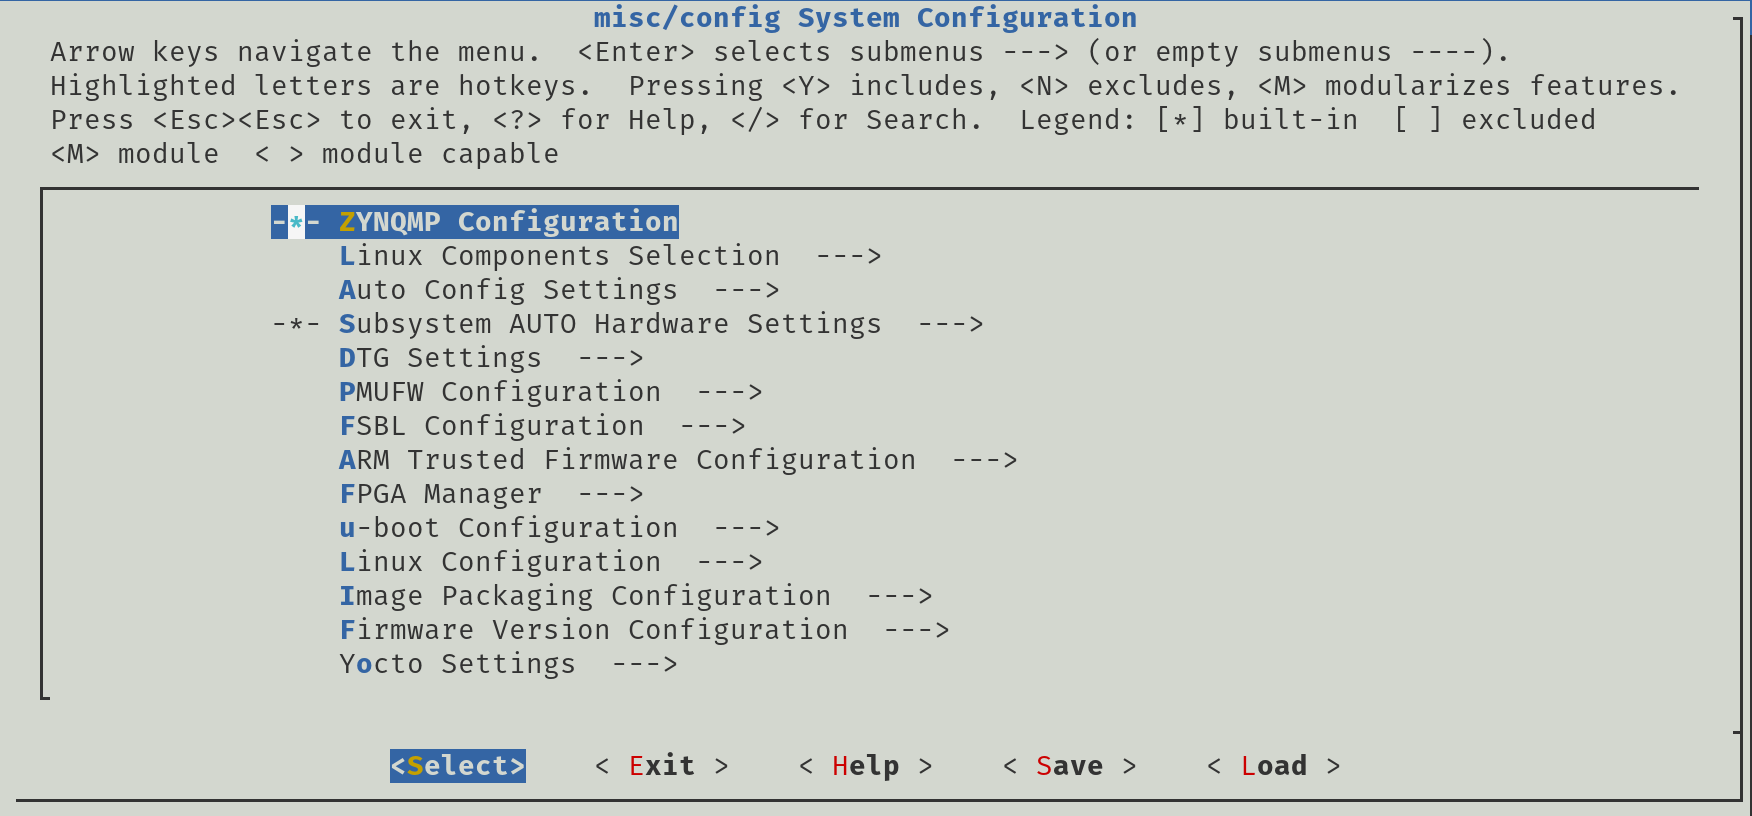 misc/config System Configuration
Arrow keys navigate the menu.  <Enter> selects submenus ---> (or empty submenus ----).
Highlighted letters are hotkeys.  Pressing <Y> includes, <N> excludes, <M> modularizes features.
Press <Esc><Esc> to exit, <?> for Help, </> for Search.  Legend: [*] built-in  [ ] excluded
<M> module  < > module capable
-*- ZYNQMP Configuration
Linux Components Selection  --->
Auto Config Settings  --->
-*- Subsystem AUTO Hardware Settings  --->
DTG Settings  --->
PMUFW Configuration  --->
FSBL Configuration  --->
ARM Trusted Firmware Configuration  --->
FPGA Manager  --->
u-boot Configuration  --->
Linux Configuration  --->
Image Packaging Configuration  --->
Firmware Version Configuration  --->
Yocto Settings  --->
<Select>    < Exit >    < Help >    < Save >    < Load >